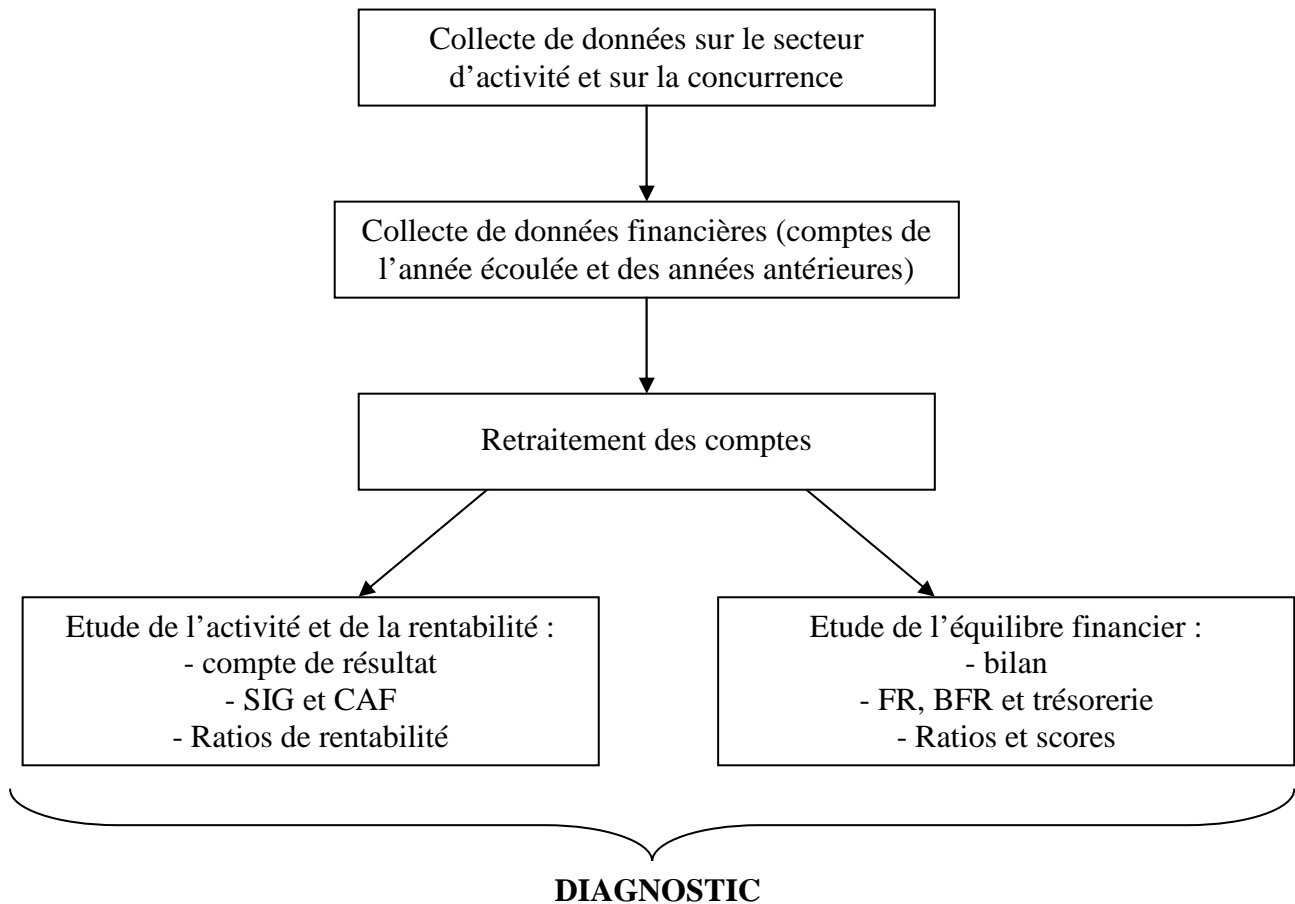 Collecte de données sur le secteur
d’activité et sur la concurrence
Collecte de données financières (comptes de
l’année écoulée et des années antérieures)
Retraitement des comptes
Etude de l’activité et de la rentabilité :
- compte de résultat
- SIG et CAF
- Ratios de rentabilité
Etude de l’équilibre financier :
- bilan
- FR, BFR et trésorerie
- Ratios et scores
DIAGNOSTIC